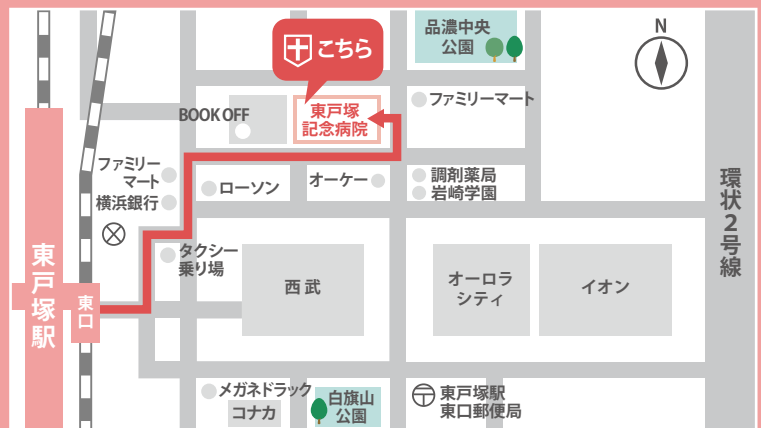 品濃中央
公園
N
こちら
ファミリーマート
BOOK OFF
東戸塚
記念病院
ファミリー
マート
横浜銀行
ローソン
オーケー
調剤薬局
岩崎学園
環状2号線
タクシー
乗り場
東戸塚駅
東口
西武
オーロラ
シティ
イオン
メガネドラック
コナカ
白旗山
公園
東戸塚駅
東口郵便局